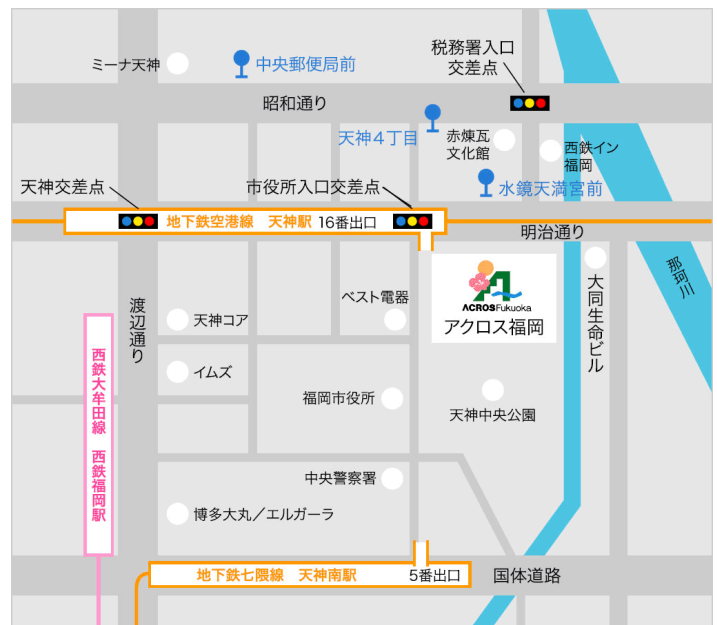 税務署入口
交差点
ミーナ天神
中央郵便局前
昭和通り
天神4丁目
赤煉瓦
文化館
西鉄イン
福岡
天神交差点
市役所入口交差点
水鏡天満宮前
地下鉄空港線 天神駅 16番出口
明治通り
那珂川
大同生命ビル
ACROS Fukuoka
アクロス福岡
渡辺通り
ベスト電器
天神コア
イムズ
西鉄大牟田線 西鉄福岡駅
福岡市役所
天神中央公園
中央警察署
博多大丸／エルガーラ
地下鉄七隈線 天神南駅 5番出口
国体道路